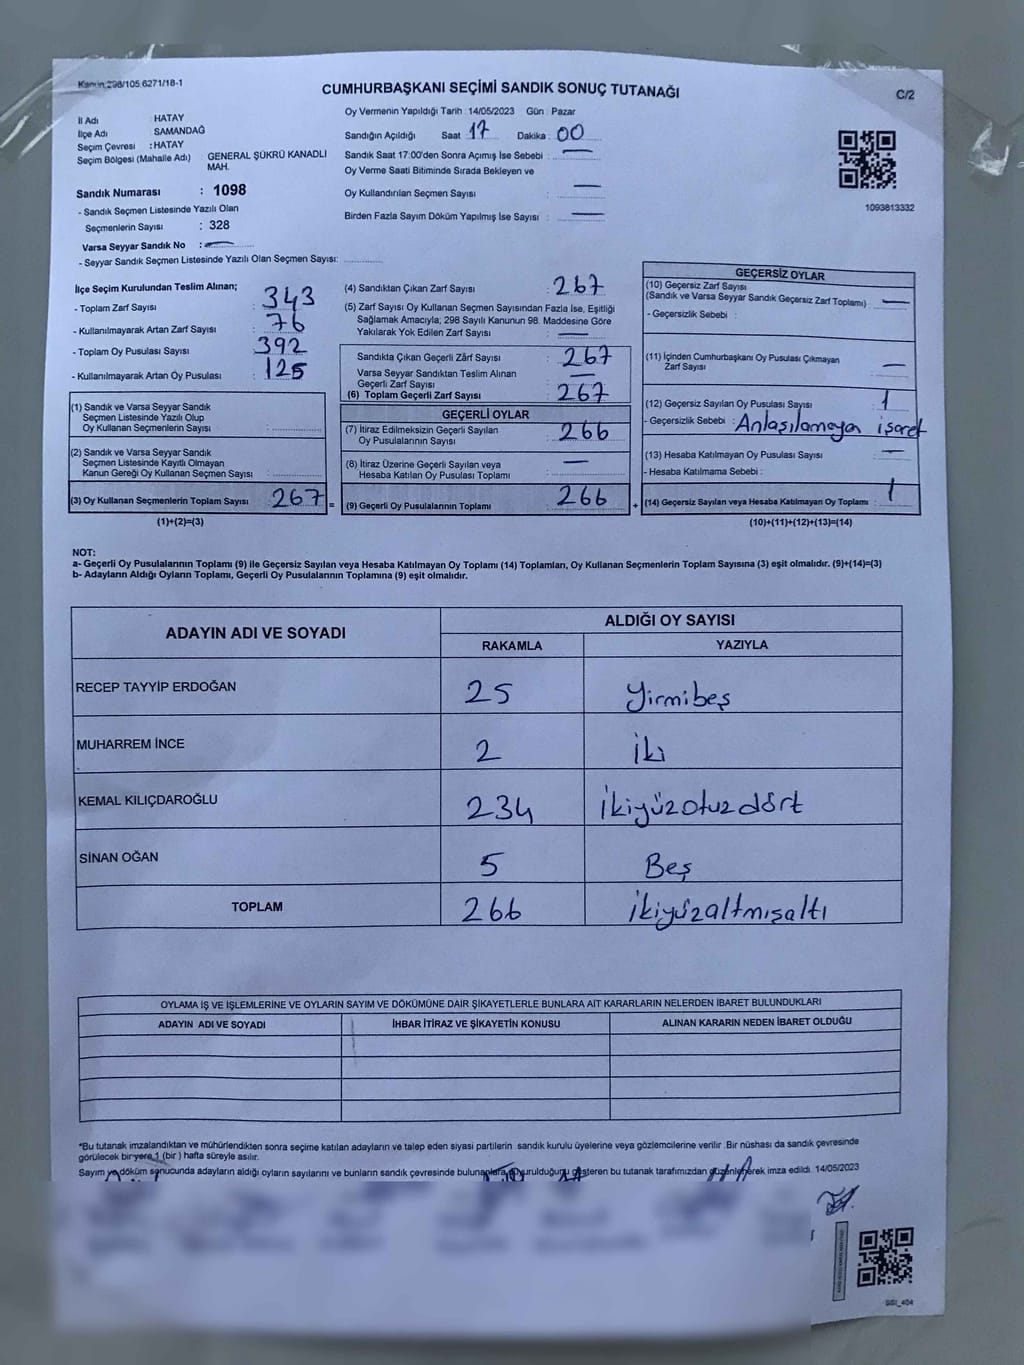 Kanun 298/105 6271/18-1
CUMHURBAŞKANI SEÇİMİ SANDIK SONUÇ TUTANAĞI
C/2
İl Adı : HATAY
İlçe Adı : SAMANDAĞ
Seçim Çevresi : HATAY
Seçim Bölgesi (Mahalle Adı) : GENERAL ŞÜKRÜ KANADLI
MAH.
Sandık Numarası : 1098
- Sandık Seçmen Listesinde Yazılı Olan
Seçmenlerin Sayısı : 328
Varsa Seyyar Sandık No : —
- Seyyar Sandık Seçmen Listesinde Yazılı Olan Seçmen Sayısı:
Oy Vermenin Yapıldığı Tarih : 14/05/2023 Gün : Pazar
Sandığın Açıldığı Saat : 17 Dakika : 00
Sandık Saat 17:00'den Sonra Açımış İse Sebebi : —
Oy Verme Saati Bitiminde Sırada Bekleyen ve
Oy Kullandırılan Seçmen Sayısı : —
Birden Fazla Sayım Döküm Yapılmış İse Sayısı : —
1093813332
İlçe Seçim Kurulundan Teslim Alınan;
- Toplam Zarf Sayısı : 343
- Kullanılmayarak Artan Zarf Sayısı : 76
- Toplam Oy Pusulası Sayısı : 392
- Kullanılmayarak Artan Oy Pusulası : 125
(1) Sandık ve Varsa Seyyar Sandık
Seçmen Listesinde Yazılı Olup
Oy Kullanan Seçmenlerin Sayısı :
(2) Sandık ve Varsa Seyyar Sandık
Seçmen Listesinde Kayıtlı Olmayan
Kanun Gereği Oy Kullanan Seçmen Sayısı :
(3) Oy Kullanan Seçmenlerin Toplam Sayısı : 267 =
(1)+(2)=(3)
(4) Sandıktan Çıkan Zarf Sayısı : 267
(5) Zarf Sayısı Oy Kullanan Seçmen Sayısından Fazla İse, Eşitliği
Sağlamak Amacıyla, 298 Sayılı Kanunun 98. Maddesine Göre
Yakılarak Yok Edilen Zarf Sayısı : —
Sandıkta Çıkan Geçerli Zarf Sayısı : 267
Varsa Seyyar Sandıktan Teslim Alınan
Geçerli Zarf Sayısı : —
(6) Toplam Geçerli Zarf Sayısı : 267
GEÇERLİ OYLAR
(7) İtiraz Edilmeksizin Geçerli Sayılan
Oy Pusulalarının Sayısı : 266
(8) İtiraz Üzerine Geçerli Sayılan veya
Hesaba Katılan Oy Pusulası Toplamı : —
(9) Geçerli Oy Pusulalarının Toplamı : 266 +
GEÇERSİZ OYLAR
(10) Geçersiz Zarf Sayısı
(Sandık ve Varsa Seyyar Sandık Geçersiz Zarf Toplamı) : —
- Geçersizlik Sebebi :
(11) İçinden Cumhurbaşkanı Oy Pusulası Çıkmayan
Zarf Sayısı : —
(12) Geçersiz Sayılan Oy Pusulası Sayısı : 1
- Geçersizlik Sebebi : Anlaşılamayan işaret
(13) Hesaba Katılmayan Oy Pusulası Sayısı : —
- Hesaba Katılmama Sebebi :
(14) Geçersiz Sayılan veya Hesaba Katılmayan Oy Toplamı : 1
(10)+(11)+(12)+(13)=(14)
NOT:
a- Geçerli Oy Pusulalarının Toplamı (9) ile Geçersiz Sayılan veya Hesaba Katılmayan Oy Toplamı (14) Toplamları, Oy Kullanan Seçmenlerin Toplam Sayısına (3) eşit olmalıdır. (9)+(14)=(3)
b- Adayların Aldığı Oyların Toplamı, Geçerli Oy Pusulalarının Toplamına (9) eşit olmalıdır.
ADAYIN ADI VE SOYADI
ALDIĞI OY SAYISI
RAKAMLA YAZIYLA
RECEP TAYYİP ERDOĞAN 25 Yirmibeş
MUHARREM İNCE 2 İki
KEMAL KILIÇDAROĞLU 234 İkiyüzotuzdört
SİNAN OĞAN 5 Beş
TOPLAM 266 İkiyüzaltmışaltı
OYLAMA İŞ VE İŞLEMLERİNE VE OYLARIN SAYIM VE DÖKÜMÜNE DAİR ŞİKAYETLERLE BUNLARA AİT KARARLARIN NELERDEN İBARET BULUNDUKLARI
ADAYIN ADI VE SOYADI İHBAR İTİRAZ VE ŞİKAYETİN KONUSU ALINAN KARARIN NEDEN İBARET OLDUĞU
*Bu tutanak imzalandıktan ve mühürlendikten sonra seçime katılan adayların ve talep eden siyasi partilerin sandık kurulu üyelerine veya gözlemcilerine verilir. Bir nüshası da sandık çevresinde
görülecek bir yere 1 (bir) hafta süreyle asılır.
Sayım ve döküm sonucunda adayların aldığı oyların sayılarını ve bunların sandık çevresinde bulunanlara duyurulduğunu gösteren bu tutanak tarafımızdan düzenlenerek imza edildi. 14/05/2023
GSI_404